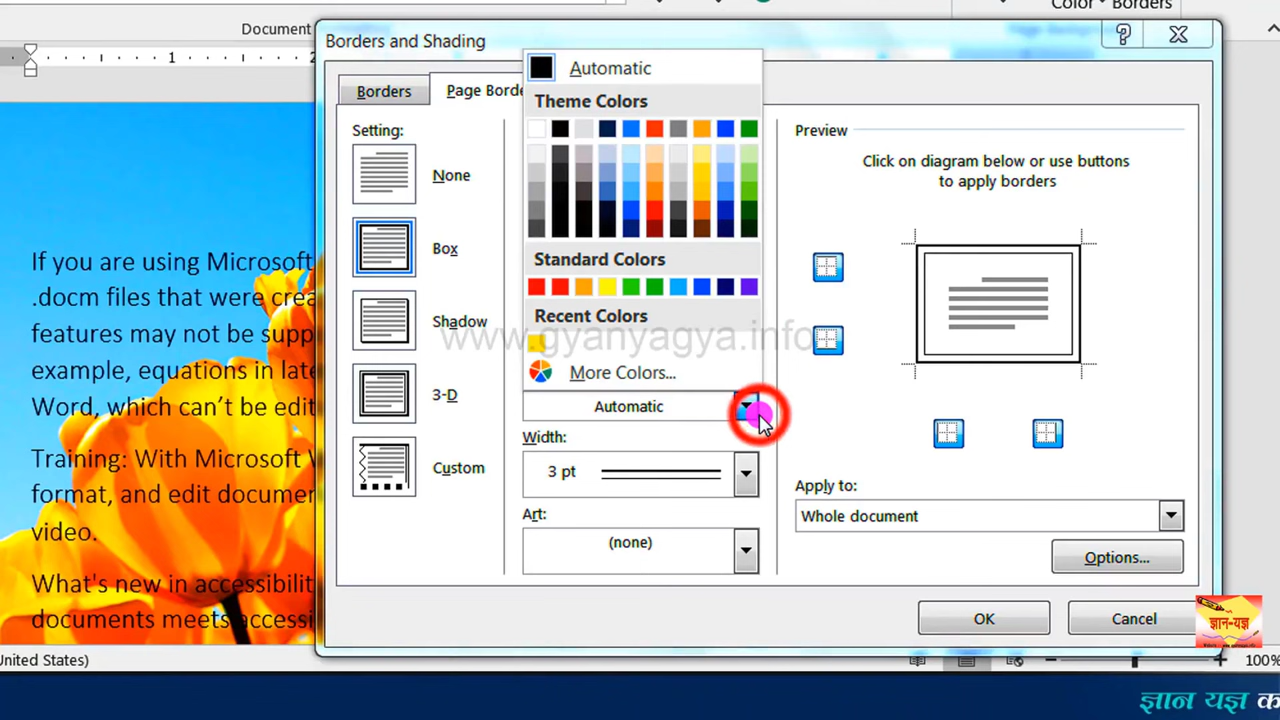 Color Borders
Document
1
2
Borders and Shading
Borders
Page Borde
Automatic
Theme Colors
Standard Colors
Recent Colors
More Colors...
Automatic
Setting:
None
Box
Shadow
3-D
Custom
Width:
3 pt
Art:
(none)
Preview
Click on diagram below or use buttons
to apply borders
Apply to:
Whole document
Options...
OK
Cancel
If you are using Microsoft
.docm files that were crea
features may not be supp
example, equations in late
Word, which can’t be edit
Training: With Microsoft W
format, and edit documen
video.
What's new in accessibilit
documents meets accessi
www.gyanyagya.info
ज्ञान-यज्ञ
United States)
100%
ज्ञान यज्ञ क